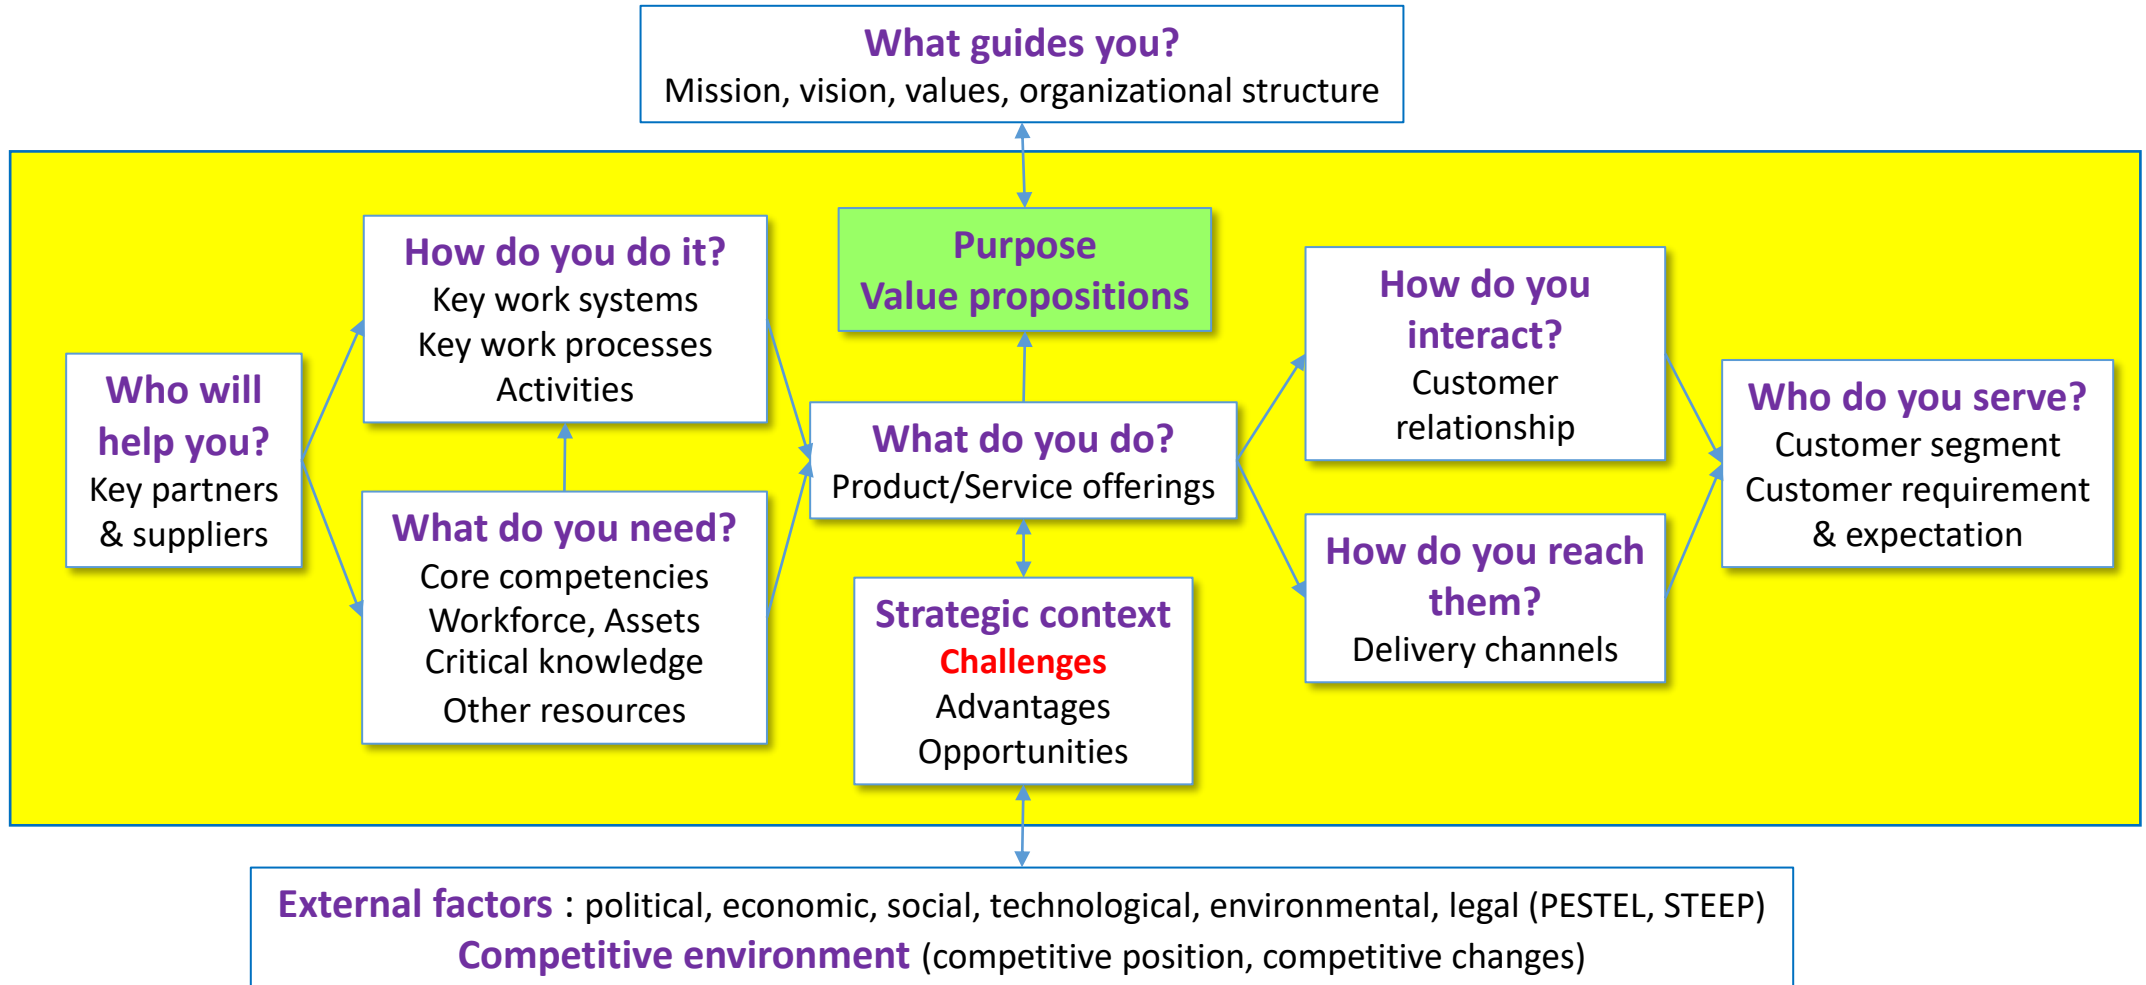 What guides you?
Mission, vision, values, organizational structure
Who will
help you?
Key partners
& suppliers
How do you do it?
Key work systems
Key work processes
Activities
What do you need?
Core competencies
Workforce, Assets
Critical knowledge
Other resources
Purpose
Value propositions
What do you do?
Product/Service offerings
Strategic context
Challenges
Advantages
Opportunities
How do you
interact?
Customer
relationship
How do you reach
them?
Delivery channels
Who do you serve?
Customer segment
Customer requirement
& expectation
External factors : political, economic, social, technological, environmental, legal (PESTEL, STEEP)
Competitive environment (competitive position, competitive changes)